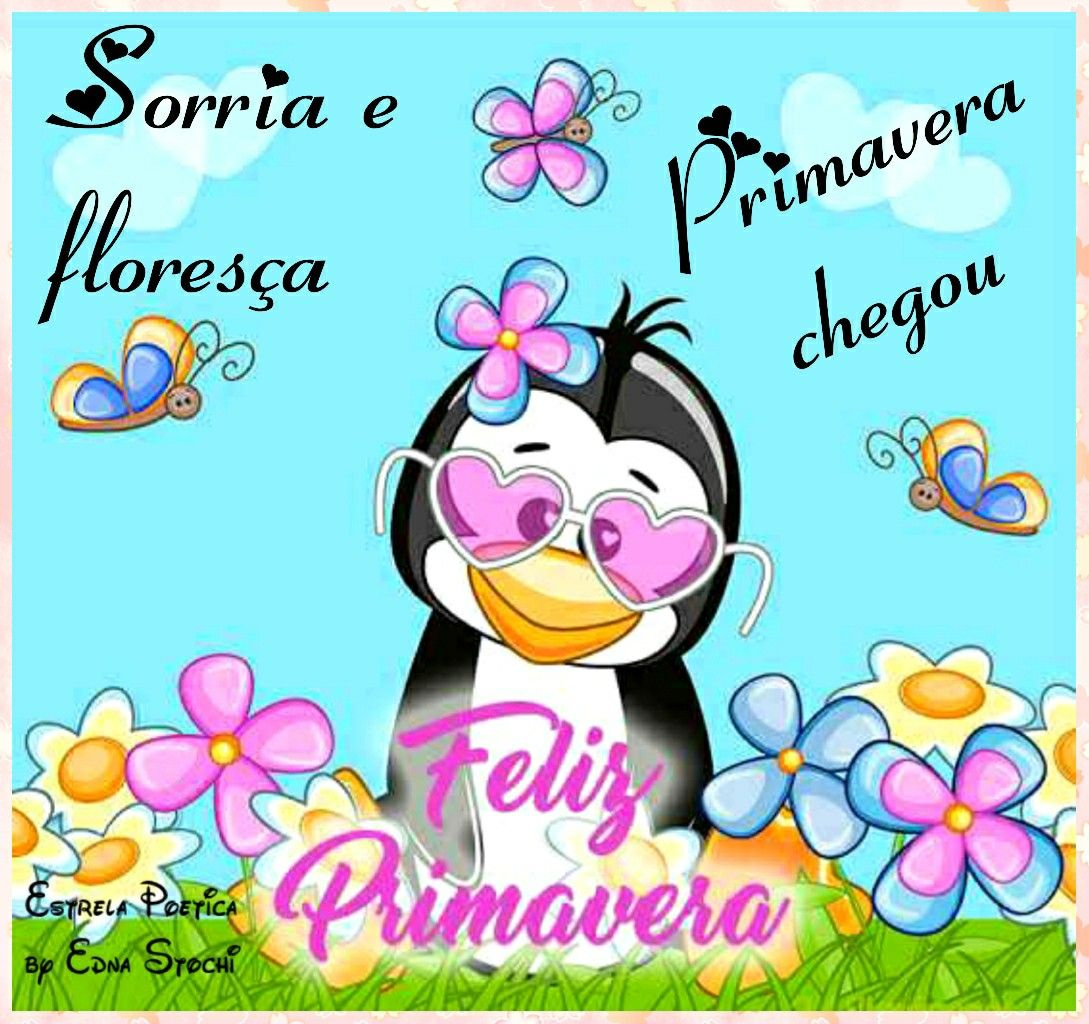 Sorria e
floresça
Primavera
chegou
Feliz
Primavera
Estrela Poetica
by Edna Stochi